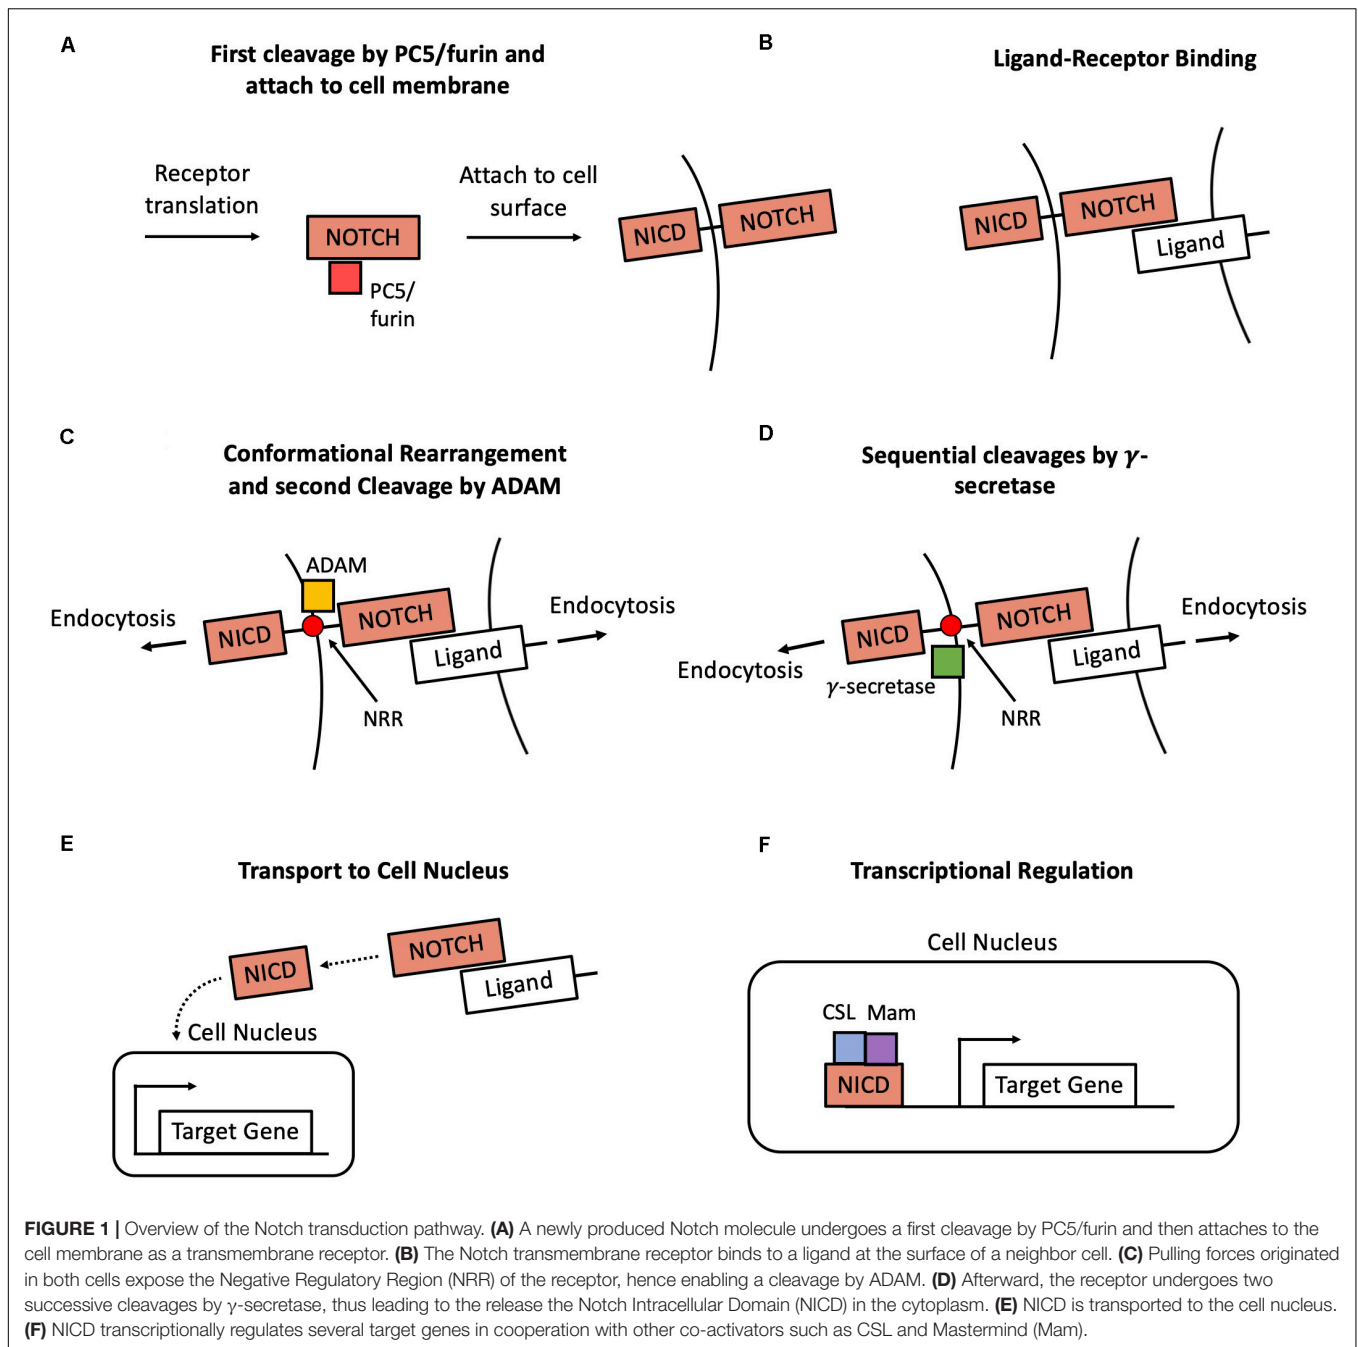 A
First cleavage by PC5/furin and
attach to cell membrane
Receptor
translation
NOTCH
PC5/
furin
Attach to cell
surface
NICD
NOTCH
B
Ligand-Receptor Binding
NICD
NOTCH
Ligand
C
Conformational Rearrangement
and second Cleavage by ADAM
ADAM
Endocytosis
NICD
NOTCH
Ligand
Endocytosis
NRR
D
Sequential cleavages by γ-
secretase
Endocytosis
NICD
NOTCH
Ligand
Endocytosis
γ-secretase
NRR
E
Transport to Cell Nucleus
NICD
NOTCH
Ligand
Cell Nucleus
Target Gene
F
Transcriptional Regulation
Cell Nucleus
CSL Mam
NICD
Target Gene
FIGURE 1 | Overview of the Notch transduction pathway. (A) A newly produced Notch molecule undergoes a first cleavage by PC5/furin and then attaches to the
cell membrane as a transmembrane receptor. (B) The Notch transmembrane receptor binds to a ligand at the surface of a neighbor cell. (C) Pulling forces originated
in both cells expose the Negative Regulatory Region (NRR) of the receptor, hence enabling a cleavage by ADAM. (D) Afterward, the receptor undergoes two
successive cleavages by γ-secretase, thus leading to the release the Notch Intracellular Domain (NICD) in the cytoplasm. (E) NICD is transported to the cell nucleus.
(F) NICD transcriptionally regulates several target genes in cooperation with other co-activators such as CSL and Mastermind (Mam).